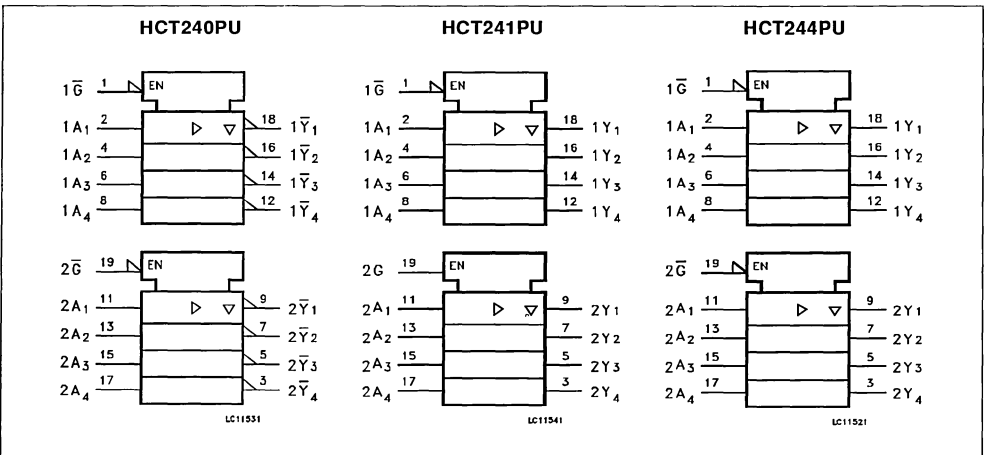 HCT240PU HCT241PU HCT244PU
1G̅ 1 EN 1G̅ 1 EN 1G̅ 1 EN
1A1 2 18 1Y̅1 1A1 2 18 1Y1 1A1 2 18 1Y1
1A2 4 16 1Y̅2 1A2 4 16 1Y2 1A2 4 16 1Y2
1A3 6 14 1Y̅3 1A3 6 14 1Y3 1A3 6 14 1Y3
1A4 8 12 1Y̅4 1A4 8 12 1Y4 1A4 8 12 1Y4
2G̅ 19 EN 2G 19 EN 2G̅ 19 EN
2A1 11 9 2Y̅1 2A1 11 9 2Y1 2A1 11 9 2Y1
2A2 13 7 2Y̅2 2A2 13 7 2Y2 2A2 13 7 2Y2
2A3 15 5 2Y̅3 2A3 15 5 2Y3 2A3 15 5 2Y3
2A4 17 3 2Y̅4 2A4 17 3 2Y4 2A4 17 3 2Y4
LC11531 LC11541 LC11521